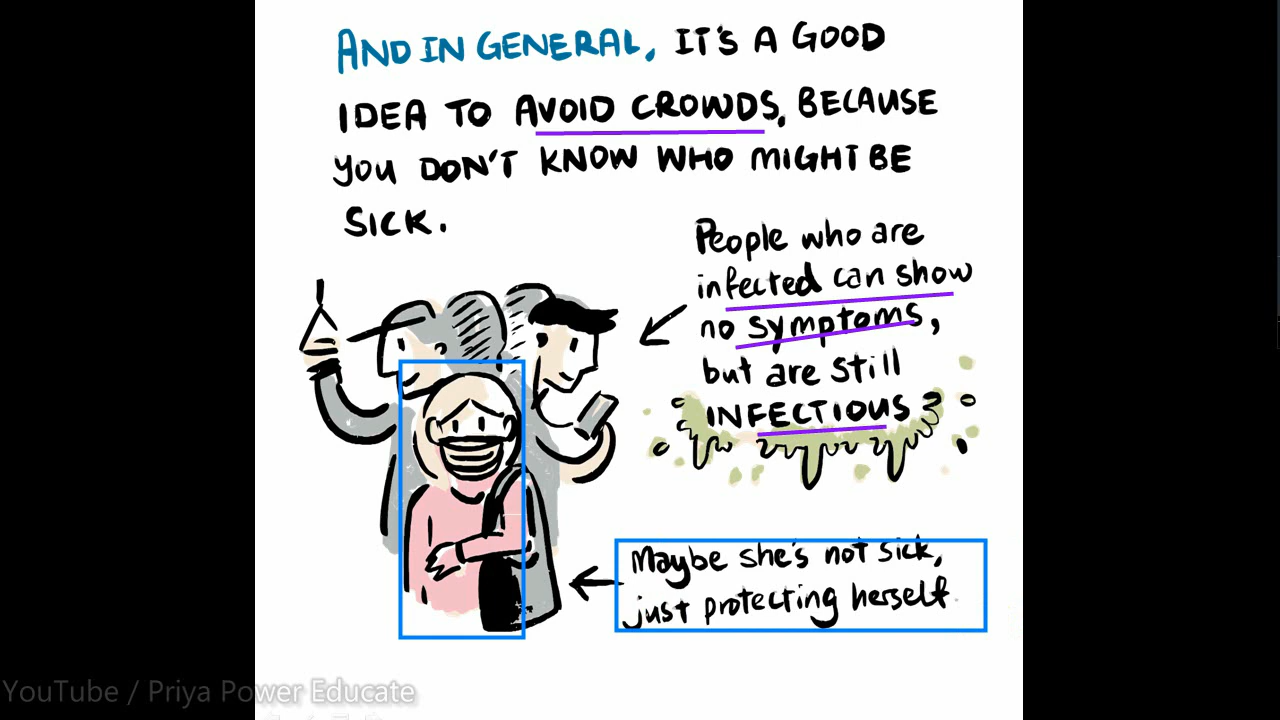 AND IN GENERAL, IT'S A GOOD
IDEA TO AVOID CROWDS, BECAUSE
YOU DON'T KNOW WHO MIGHT BE
SICK.
People who are
infected can show
no symptoms,
but are still
INFECTIOUS
Maybe she's not sick,
just protecting herself.
YouTube / Priya Power Educate